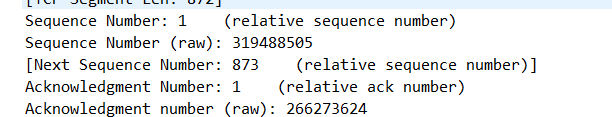 [TCP Segment Len: 872]
Sequence Number: 1    (relative sequence number)
Sequence Number (raw): 319488505
[Next Sequence Number: 873    (relative sequence number)]
Acknowledgment Number: 1    (relative ack number)
Acknowledgment number (raw): 266273624